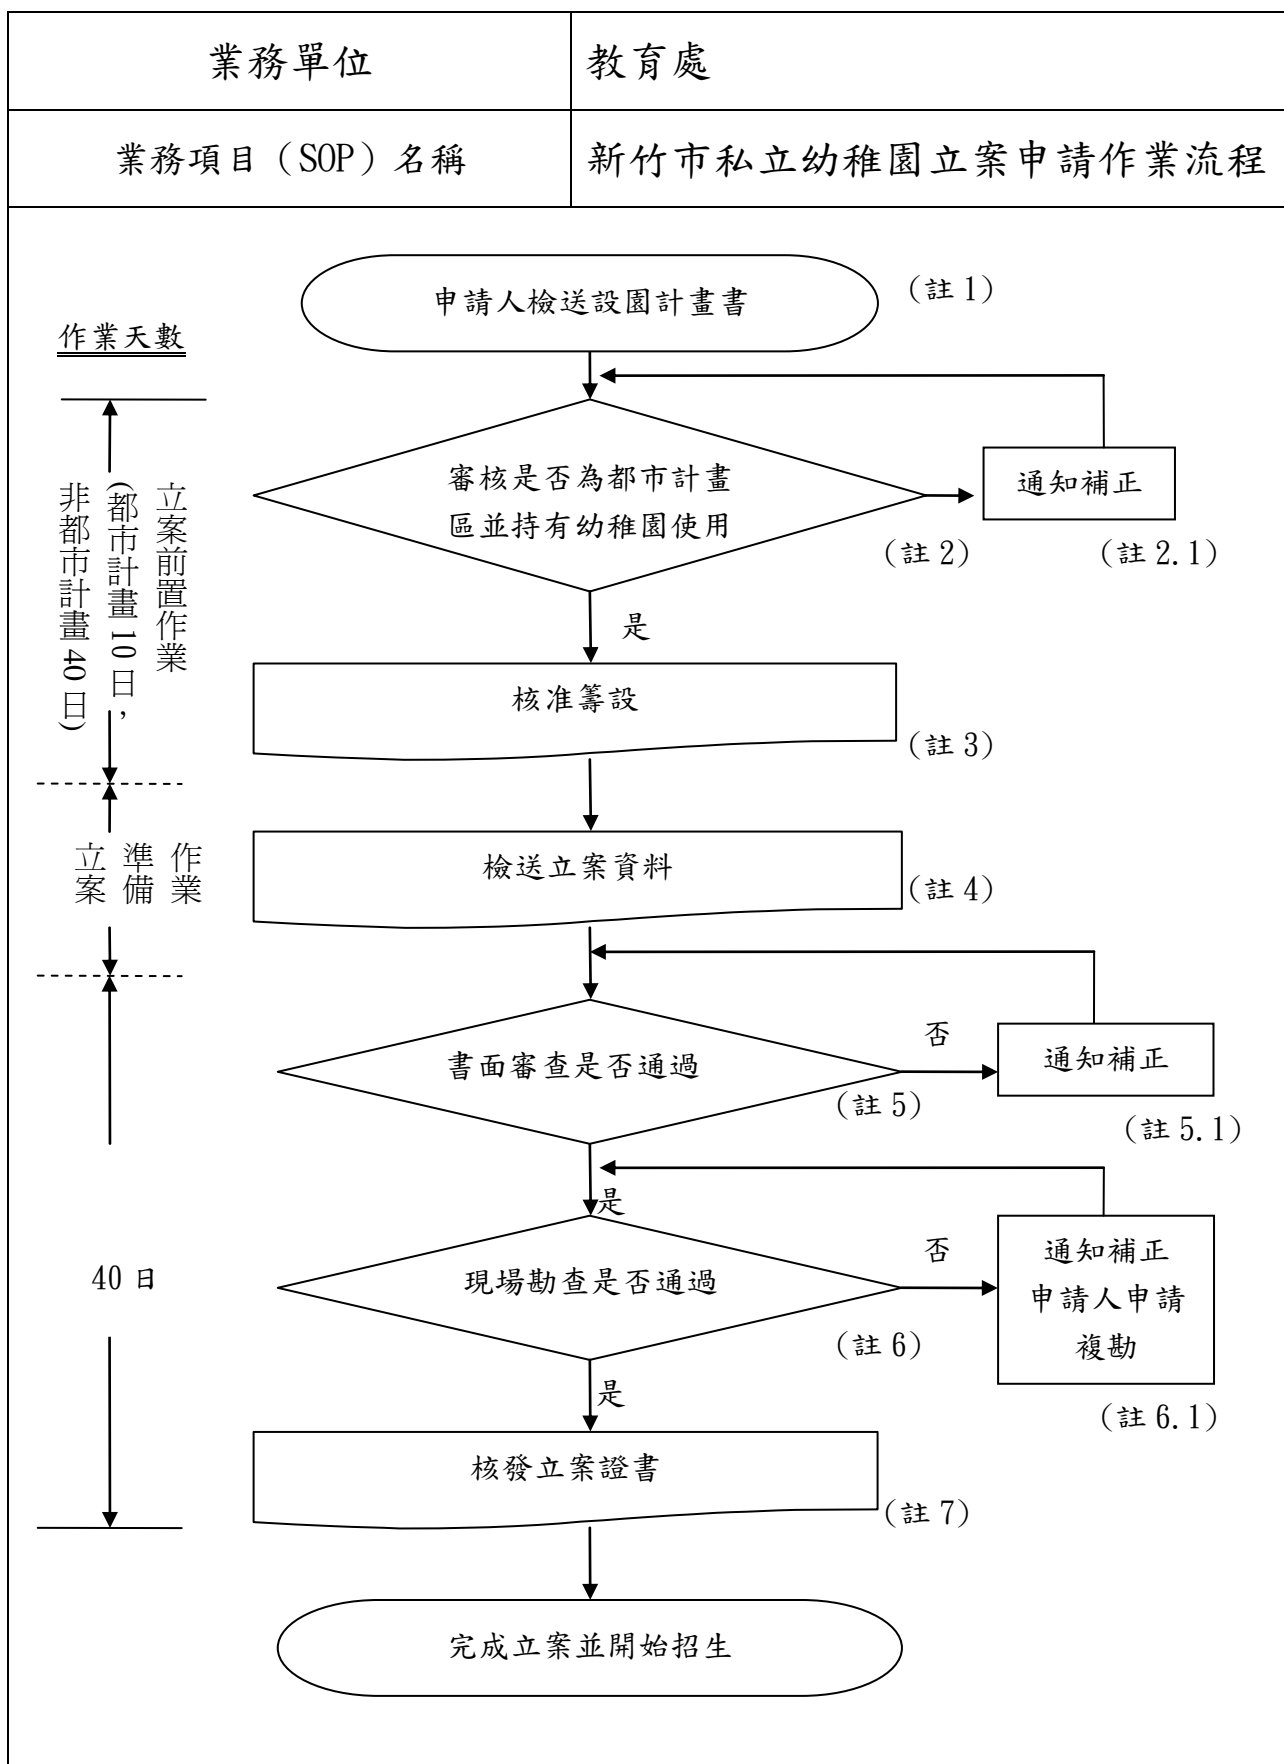 業務單位
教育處
業務項目（SOP）名稱
新竹市私立幼稚園立案申請作業流程
申請人檢送設園計畫書
(註 1)
作業天數
立案前置作業
(都市計畫 10 日，
非都市計畫 40 日)
審核是否為都市計畫
區並持有幼稚園使用
(註 2)
通知補正
(註 2.1)
是
核准籌設
(註 3)
立案
準備
作業
檢送立案資料
(註 4)
書面審查是否通過
(註 5)
否
通知補正
(註 5.1)
是
40 日
現場勘查是否通過
(註 6)
否
通知補正
申請人申請
複勘
(註 6.1)
是
核發立案證書
(註 7)
完成立案並開始招生